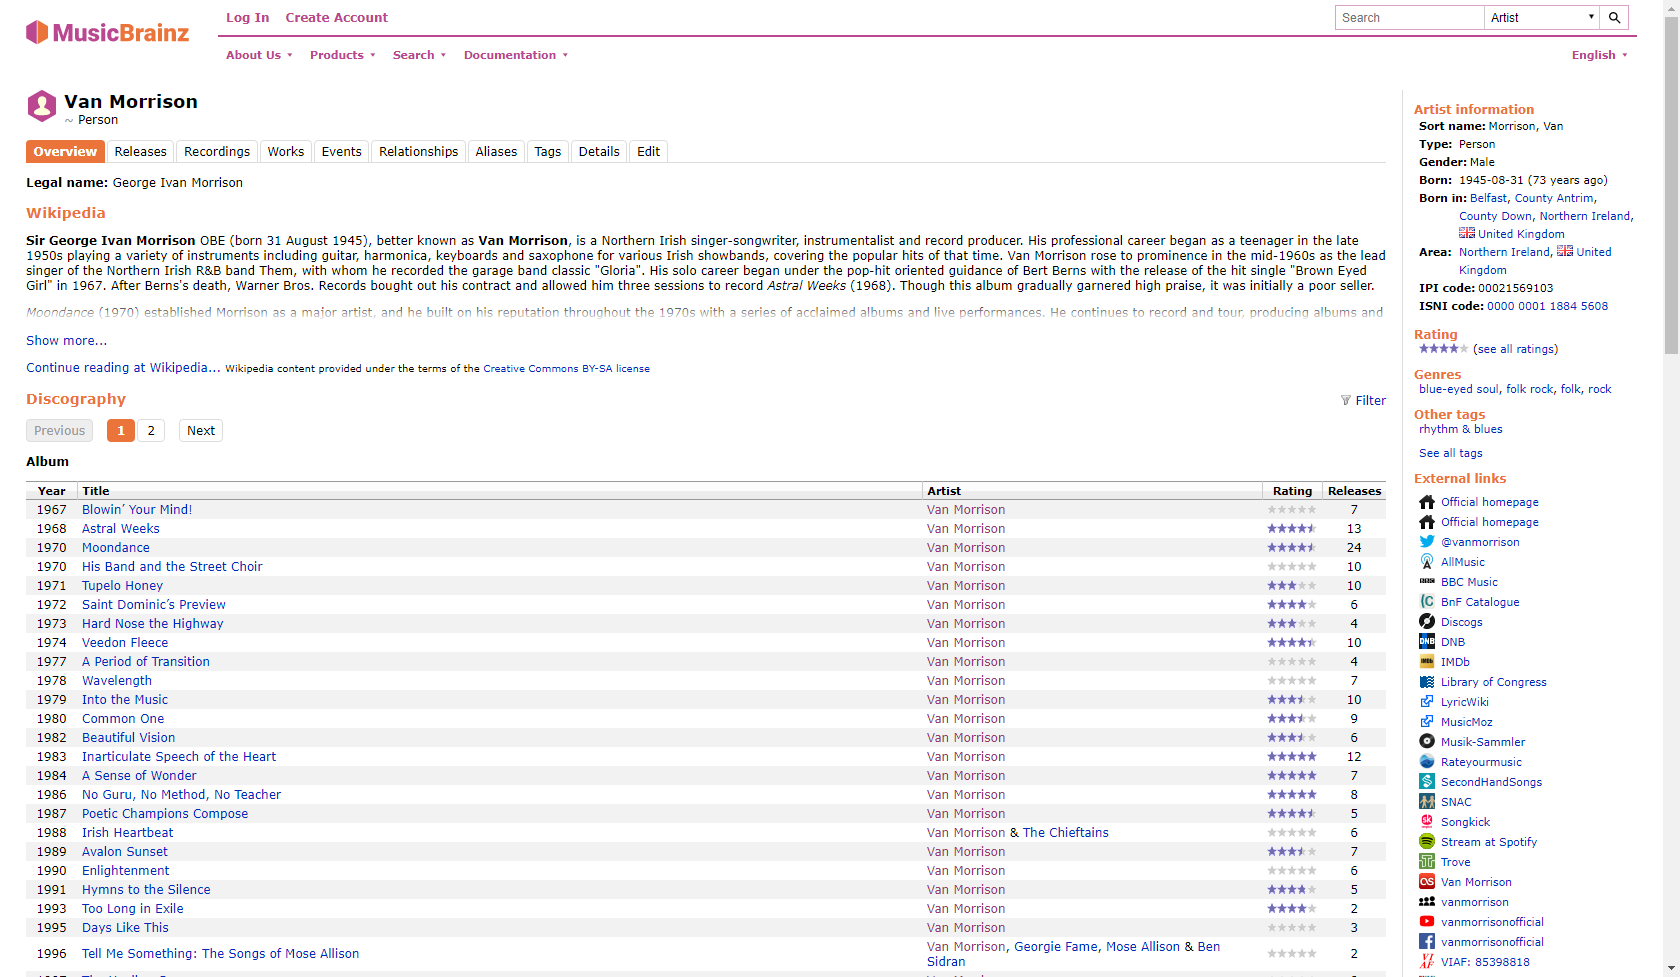 MusicBrainz
Log In Create Account
Search Artist
About Us Products Search Documentation
English
Van Morrison
~ Person
Overview Releases Recordings Works Events Relationships Aliases Tags Details Edit
Legal name: George Ivan Morrison
Wikipedia
Sir George Ivan Morrison OBE (born 31 August 1945), better known as Van Morrison, is a Northern Irish singer-songwriter, instrumentalist and record producer. His professional career began as a teenager in the late
1950s playing a variety of instruments including guitar, harmonica, keyboards and saxophone for various Irish showbands, covering the popular hits of that time. Van Morrison rose to prominence in the mid-1960s as the lead
singer of the Northern Irish R&B band Them, with whom he recorded the garage band classic "Gloria". His solo career began under the pop-hit oriented guidance of Bert Berns with the release of the hit single "Brown Eyed
Girl" in 1967. After Berns's death, Warner Bros. Records bought out his contract and allowed him three sessions to record Astral Weeks (1968). Though this album gradually garnered high praise, it was initially a poor seller.
Moondance (1970) established Morrison as a major artist, and he built on his reputation throughout the 1970s with a series of acclaimed albums and live performances. He continues to record and tour, producing albums and
Show more...
Continue reading at Wikipedia... Wikipedia content provided under the terms of the Creative Commons BY-SA license
Discography
Filter
Previous 1 2 Next
Album
Year Title Artist Rating Releases
1967 Blowin’ Your Mind! Van Morrison 7
1968 Astral Weeks Van Morrison 13
1970 Moondance Van Morrison 24
1970 His Band and the Street Choir Van Morrison 10
1971 Tupelo Honey Van Morrison 10
1972 Saint Dominic’s Preview Van Morrison 6
1973 Hard Nose the Highway Van Morrison 4
1974 Veedon Fleece Van Morrison 10
1977 A Period of Transition Van Morrison 4
1978 Wavelength Van Morrison 7
1979 Into the Music Van Morrison 10
1980 Common One Van Morrison 9
1982 Beautiful Vision Van Morrison 6
1983 Inarticulate Speech of the Heart Van Morrison 12
1984 A Sense of Wonder Van Morrison 7
1986 No Guru, No Method, No Teacher Van Morrison 8
1987 Poetic Champions Compose Van Morrison 5
1988 Irish Heartbeat Van Morrison & The Chieftains 6
1989 Avalon Sunset Van Morrison 7
1990 Enlightenment Van Morrison 6
1991 Hymns to the Silence Van Morrison 5
1993 Too Long in Exile Van Morrison 2
1995 Days Like This Van Morrison 3
1996 Tell Me Something: The Songs of Mose Allison Van Morrison, Georgie Fame, Mose Allison & Ben 2
Sidran
Artist information
Sort name: Morrison, Van
Type: Person
Gender: Male
Born: 1945-08-31 (73 years ago)
Born in: Belfast, County Antrim,
County Down, Northern Ireland,
United Kingdom
Area: Northern Ireland, United
Kingdom
IPI code: 00021569103
ISNI code: 0000 0001 1884 5608
Rating
(see all ratings)
Genres
blue-eyed soul, folk rock, folk, rock
Other tags
rhythm & blues
See all tags
External links
Official homepage
Official homepage
@vanmorrison
AllMusic
BBC BBC Music
BnF Catalogue
Discogs
DNB DNB
IMDb IMDb
Library of Congress
LyricWiki
MusicMoz
Musik-Sammler
Rateyourmusic
SecondHandSongs
SNAC
Songkick
Stream at Spotify
Trove
Van Morrison
vanmorrison
vanmorrisonofficial
vanmorrisonofficial
VIAF VIAF: 85398818